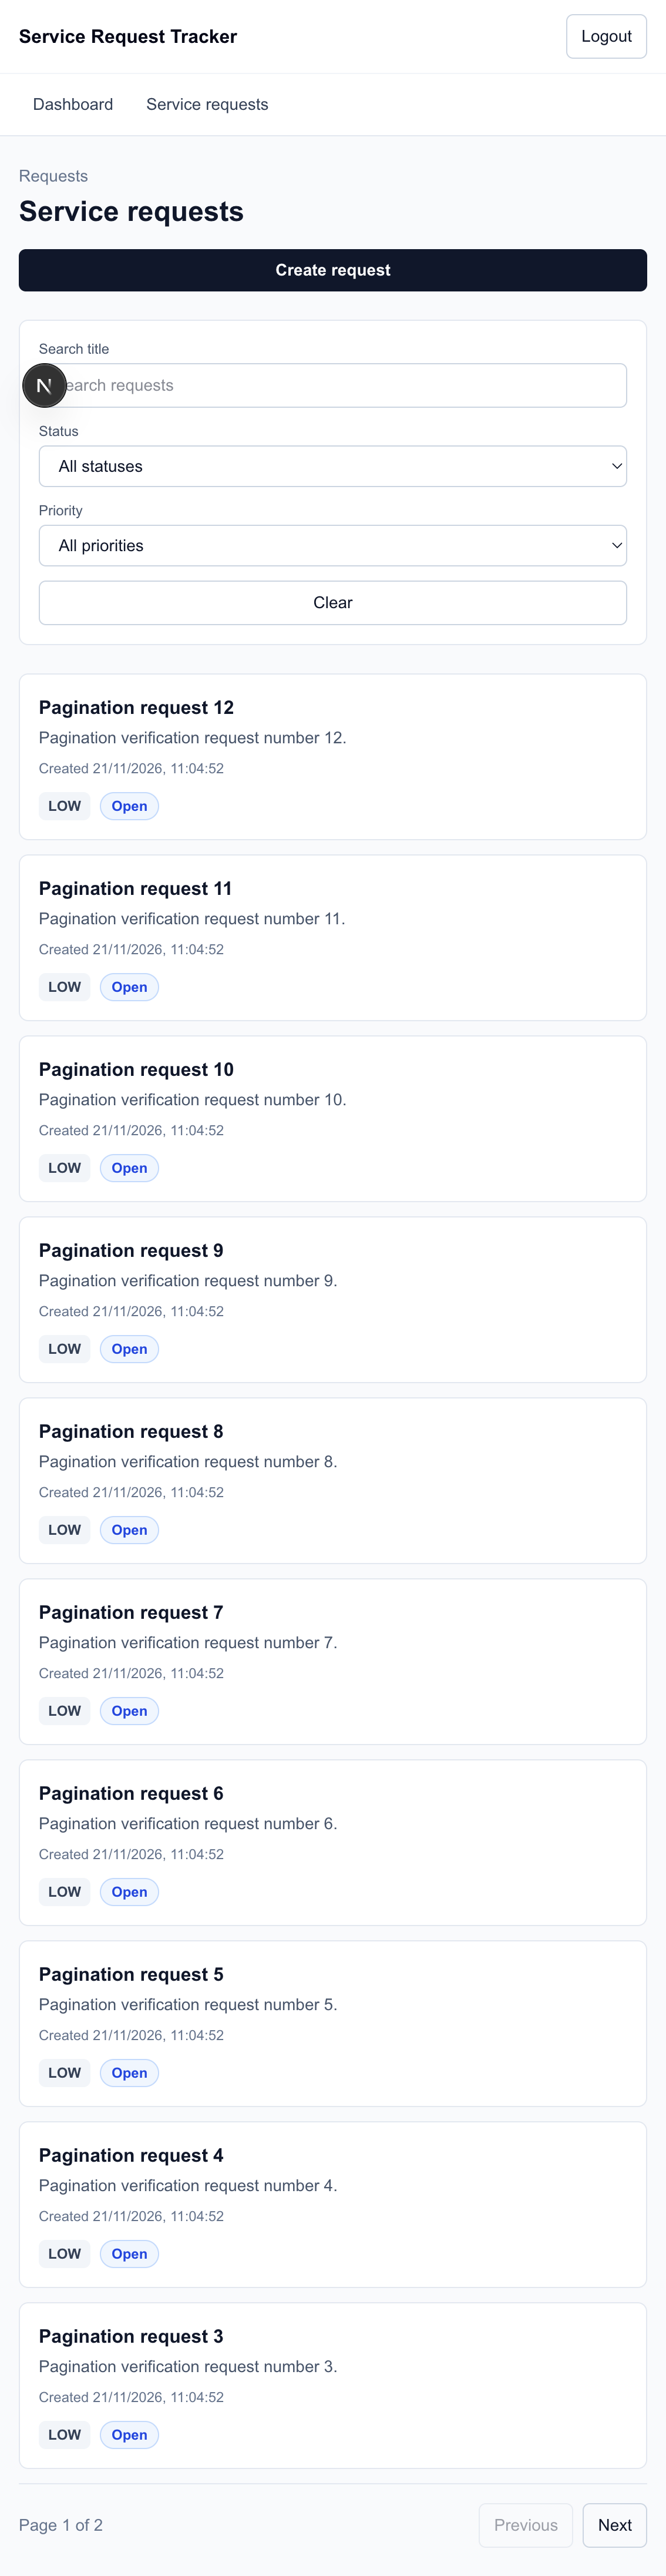 Service Request Tracker
Logout
Dashboard
Service requests
Requests
Service requests
Create request
Search title
N
earch requests
Status
All statuses
Priority
All priorities
Clear
Pagination request 12
Pagination verification request number 12.
Created 21/11/2026, 11:04:52
LOW
Open
Pagination request 11
Pagination verification request number 11.
Created 21/11/2026, 11:04:52
LOW
Open
Pagination request 10
Pagination verification request number 10.
Created 21/11/2026, 11:04:52
LOW
Open
Pagination request 9
Pagination verification request number 9.
Created 21/11/2026, 11:04:52
LOW
Open
Pagination request 8
Pagination verification request number 8.
Created 21/11/2026, 11:04:52
LOW
Open
Pagination request 7
Pagination verification request number 7.
Created 21/11/2026, 11:04:52
LOW
Open
Pagination request 6
Pagination verification request number 6.
Created 21/11/2026, 11:04:52
LOW
Open
Pagination request 5
Pagination verification request number 5.
Created 21/11/2026, 11:04:52
LOW
Open
Pagination request 4
Pagination verification request number 4.
Created 21/11/2026, 11:04:52
LOW
Open
Pagination request 3
Pagination verification request number 3.
Created 21/11/2026, 11:04:52
LOW
Open
Page 1 of 2
Previous
Next